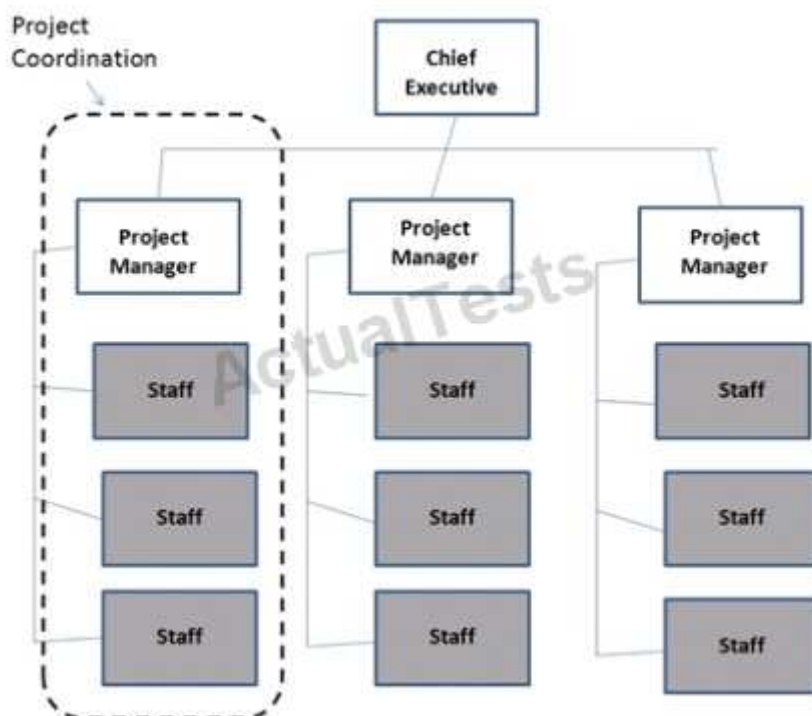 Project
Coordination
Chief
Executive
Project
Manager
Project
Manager
Project
Manager
ActualTests
Staff
Staff
Staff
Staff
Staff
Staff
Staff
Staff
Staff